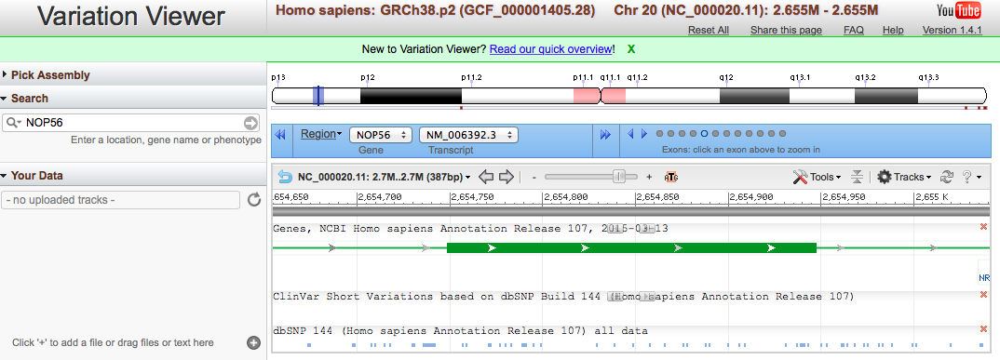 Variation Viewer
Homo sapiens: GRCh38.p2 (GCF_000001405.28) Chr 20 (NC_000020.11): 2.655M - 2.655M
YouTube
Reset All Share this page FAQ Help Version 1.4.1
New to Variation Viewer? Read our quick overview! X
Pick Assembly
Search
NOP56
Enter a location, gene name or phenotype
Your Data
- no uploaded tracks -
Click '+' to add a file or drag files or text here
p13 p12 p11.2 p11.1 q11.1 q11.2 q12 q13.1 q13.2 q13.3
Region NOP56 NM_006392.3
Gene Transcript Exons: click an exon above to zoom in
NC_000020.11: 2.7M..2.7M (387bp) - + ATG Tools Tracks ?
2,654,650 2,654,700 2,654,750 2,654,800 2,654,850 2,654,900 2,654,950 2,655 K
Genes, NCBI Homo sapiens Annotation Release 107, 2015-03-13
NR
ClinVar Short Variations based on dbSNP Build 144 (Homo sapiens Annotation Release 107)
dbSNP 144 (Homo sapiens Annotation Release 107) all data